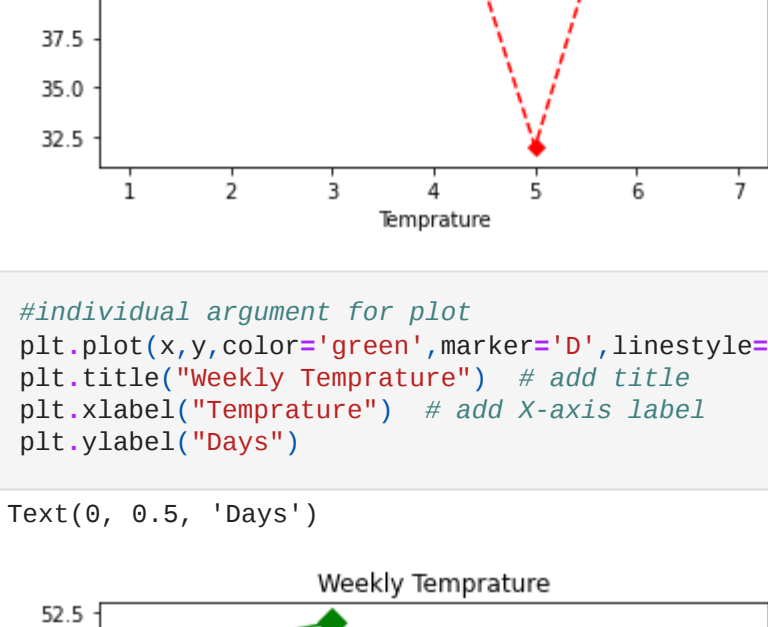 37.5
35.0
32.5
1 2 3 4 5 6 7
Temprature
#individual argument for plot
plt.plot(x,y,color='green',marker='D',linestyle=
plt.title("Weekly Temprature")  # add title
plt.xlabel("Temprature")  # add X-axis label
plt.ylabel("Days")
Text(0, 0.5, 'Days')
Weekly Temprature
52.5